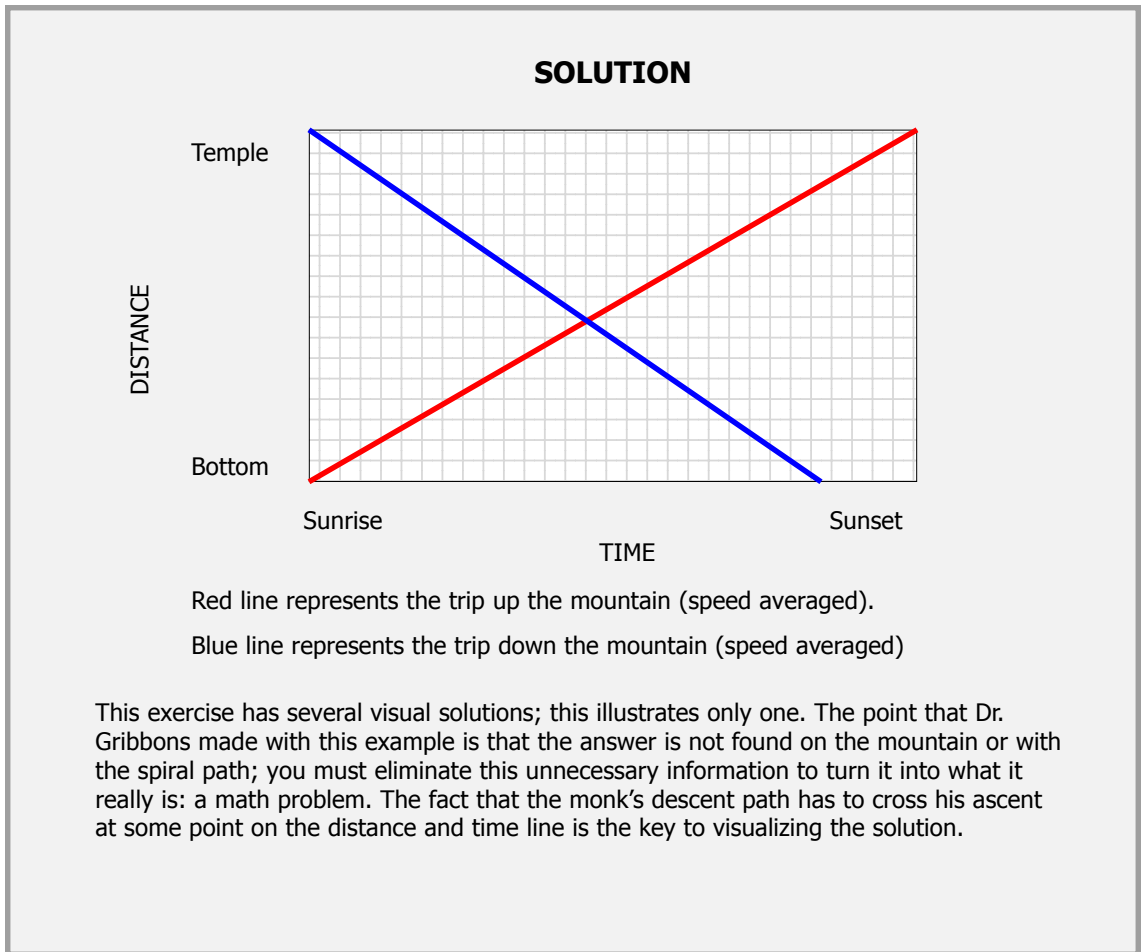 SOLUTION
Temple
DISTANCE
Bottom
Sunrise
Sunset
TIME
Red line represents the trip up the mountain (speed averaged).
Blue line represents the trip down the mountain (speed averaged)
This exercise has several visual solutions; this illustrates only one. The point that Dr.
Gribbons made with this example is that the answer is not found on the mountain or with
the spiral path; you must eliminate this unnecessary information to turn it into what it
really is: a math problem. The fact that the monk’s descent path has to cross his ascent
at some point on the distance and time line is the key to visualizing the solution.